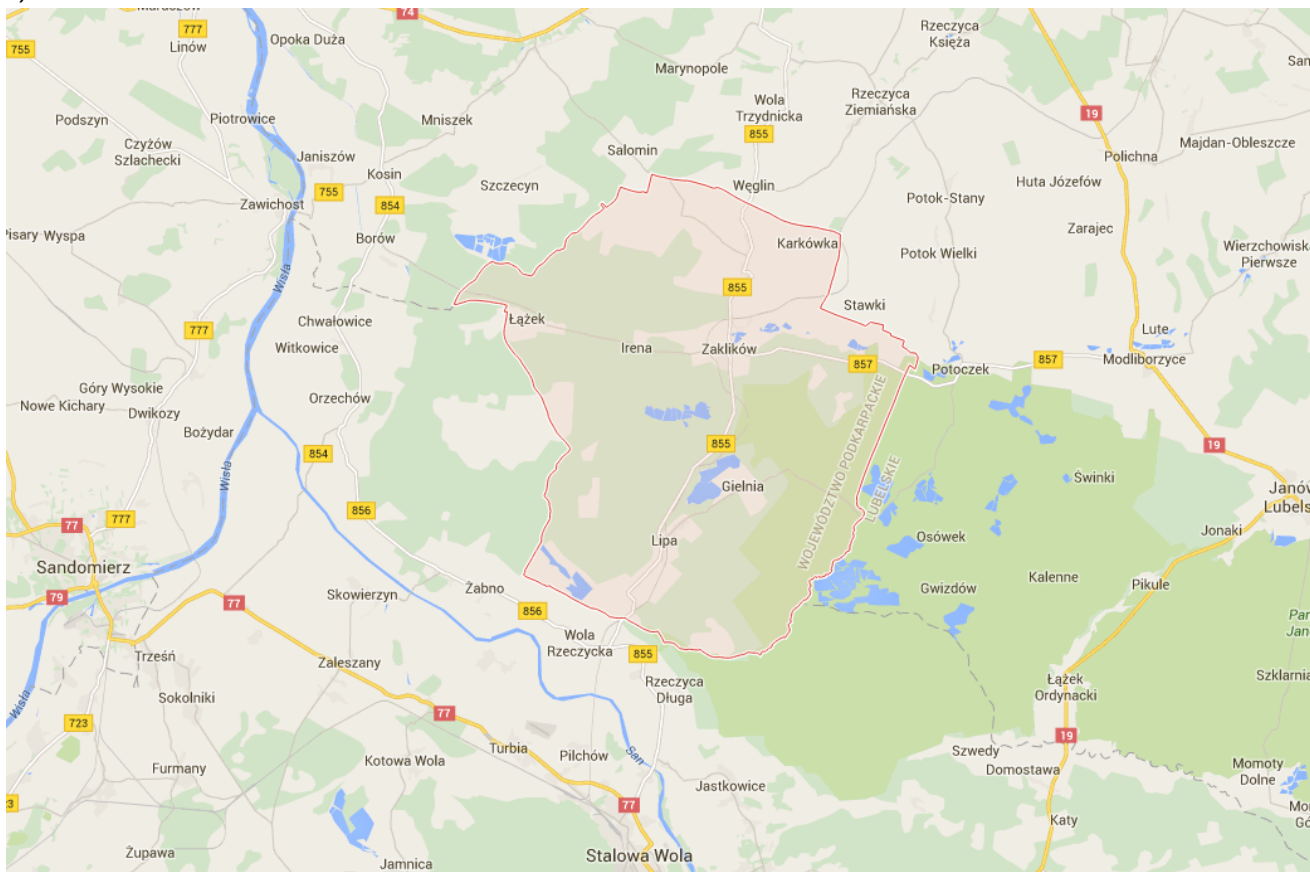 777
Linów
755
Opoka Duża
74
Rzeczyca
Księża
Marynopole
Wola
Trzydnicka
Rzeczyca
Ziemiańska
19
855
Podszyn
Piotrowice
Mniszek
Czyżów
Szlachecki
Janiszów
Salomin
Polichna
Majdan-Obleszcze
Kosin
755
Szczecyn
Węglin
Huta Józefów
Zawichost
854
Potok-Stany
Zarajec
Borów
Karkówka
Potok Wielki
Wierzchowiska
Pierwsze
Wisła
855
Stawki
Chwałowice
Łążek
777
Witkowice
Irena
Zaklików
Lute
857
Potoczek
857
Modliborzyce
Góry Wysokie
Nowe Kichary
Dwikozy
Orzechów
WOJEWÓDZTWO PODKARPACKIE
LUBELSKIE
Bożydar
854
855
19
Wisła
Gielnia
Świnki
856
777
77
Jonaki
Lipa
Osówek
Sandomierz
Kalenne
Pikule
Gwizdów
79
77
Skowierzyn
Żabno
856
Wola
Rzeczycka
855
Trześń
Zaleszany
Rzeczyca
Długa
Łążek
Ordynacki
Sokolniki
Wisła
723
77
19
Turbia
Pilchów
San
Szwedy
Domostawa
Kotowa Wola
Furmany
Jastkowice
Momoty
Dolne
77
Katy
Żupawa
Jamnica
Stalowa Wola